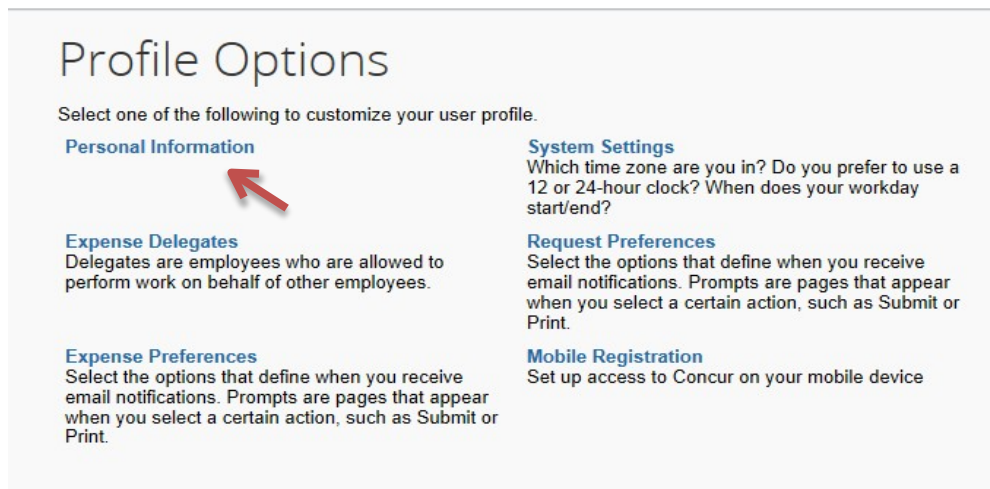 Profile Options
Select one of the following to customize your user profile.
Personal Information
System Settings
Which time zone are you in? Do you prefer to use a
12 or 24-hour clock? When does your workday
start/end?
Expense Delegates
Delegates are employees who are allowed to
perform work on behalf of other employees.
Request Preferences
Select the options that define when you receive
email notifications. Prompts are pages that appear
when you select a certain action, such as Submit or
Print.
Expense Preferences
Select the options that define when you receive
email notifications. Prompts are pages that appear
when you select a certain action, such as Submit or
Print.
Mobile Registration
Set up access to Concur on your mobile device